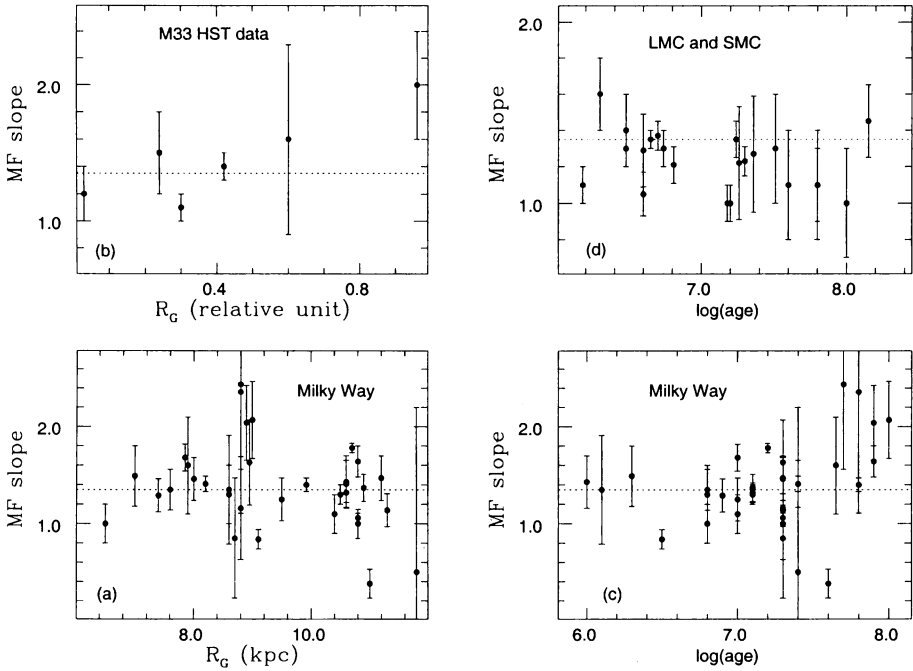 M33 HST data
MF slope
2.0
1.0
(b)
0.4
0.8
R_G (relative unit)
LMC and SMC
MF slope
2.0
1.0
(d)
7.0
8.0
log(age)
Milky Way
MF slope
2.0
1.0
(a)
8.0
10.0
R_G (kpc)
Milky Way
MF slope
2.0
1.0
(c)
6.0
7.0
8.0
log(age)